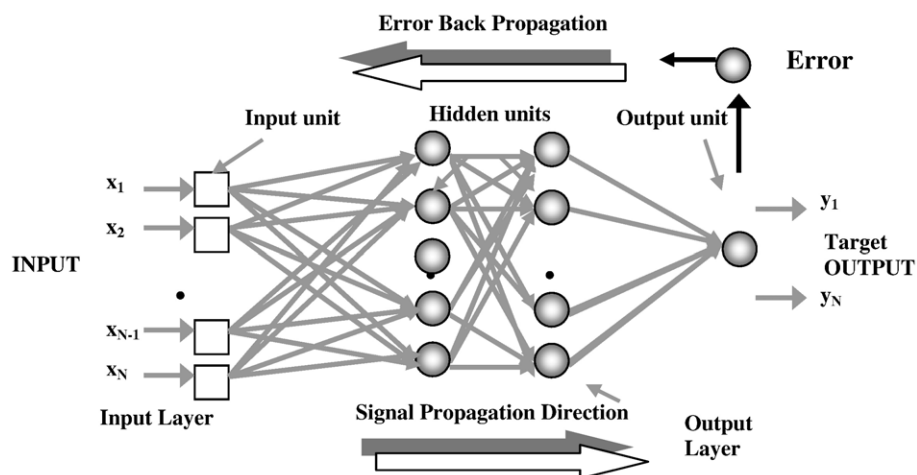 Error Back Propagation
Error
Input unit
Hidden units
Output unit
x1
x2
INPUT
xN-1
xN
y1
Target
OUTPUT
yN
Input Layer
Signal Propagation Direction
Output
Layer